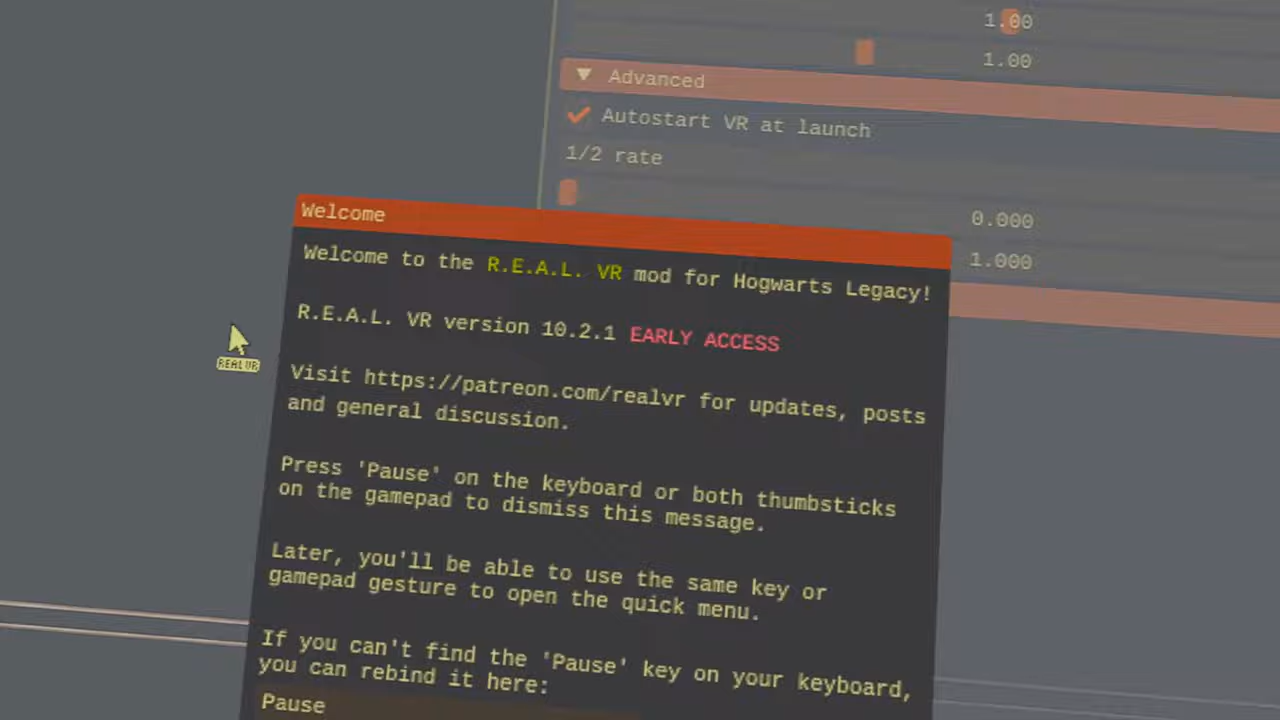 1.00
1.00
Advanced
Autostart VR at launch
1/2 rate
0.000
1.000
Welcome
Welcome to the R.E.A.L. VR mod for Hogwarts Legacy!
R.E.A.L. VR version 10.2.1 EARLY ACCESS
Visit https://patreon.com/realvr for updates, posts
and general discussion.
Press 'Pause' on the keyboard or both thumbsticks
on the gamepad to dismiss this message.
Later, you'll be able to use the same key or
gamepad gesture to open the quick menu.
If you can't find the 'Pause' key on your keyboard,
you can rebind it here:
Pause
REAL VR